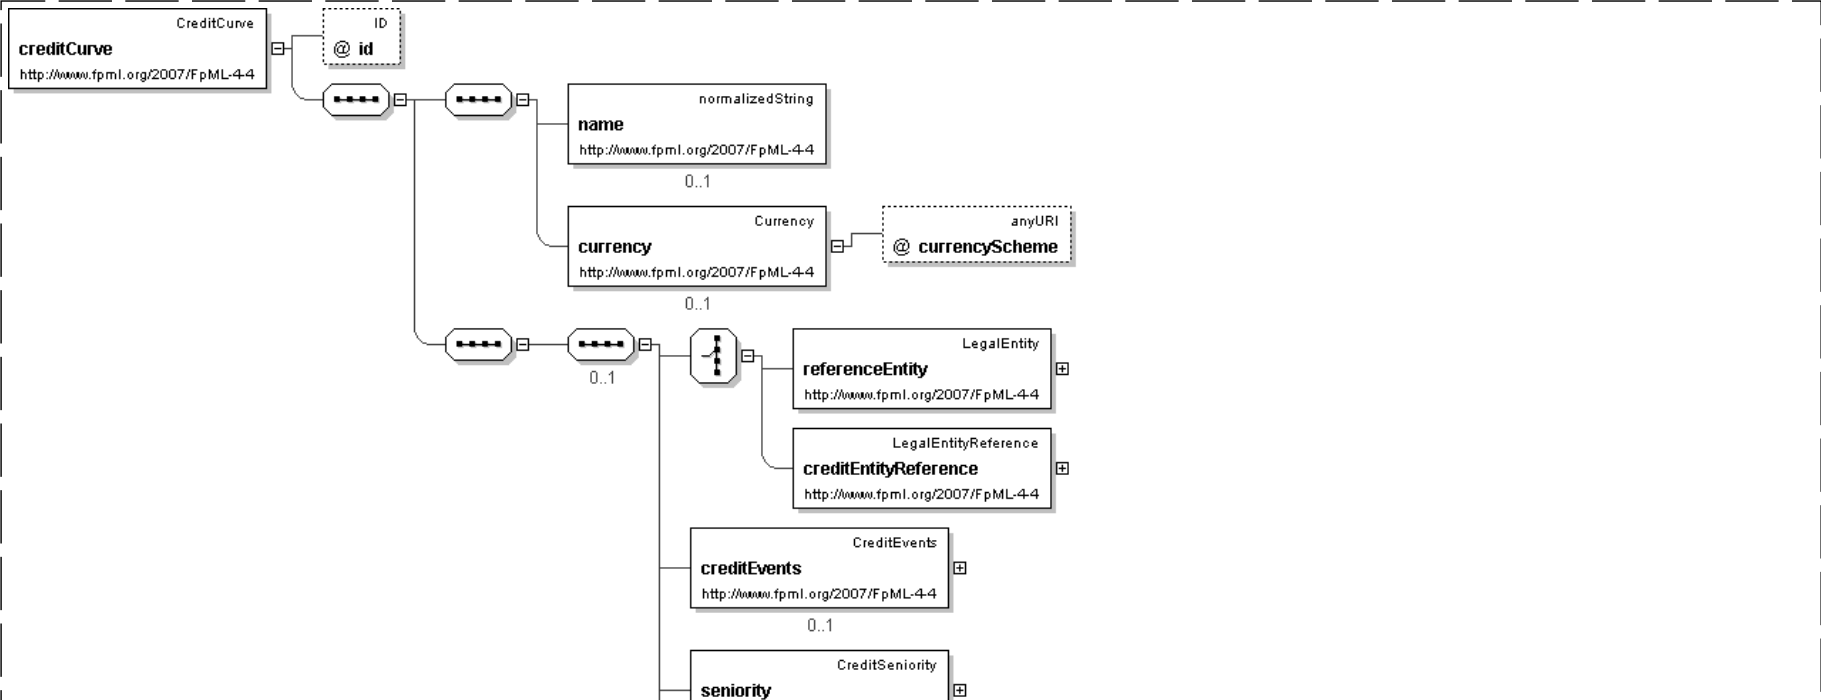 CreditCurve
creditCurve
http://www.fpml.org/2007/FpML-4-4
ID
@ id
normalizedString
name
http://www.fpml.org/2007/FpML-4-4
0..1
Currency
currency
http://www.fpml.org/2007/FpML-4-4
0..1
anyURI
@ currencyScheme
0..1
LegalEntity
referenceEntity
http://www.fpml.org/2007/FpML-4-4
LegalEntityReference
creditEntityReference
http://www.fpml.org/2007/FpML-4-4
CreditEvents
creditEvents
http://www.fpml.org/2007/FpML-4-4
0..1
CreditSeniority
seniority